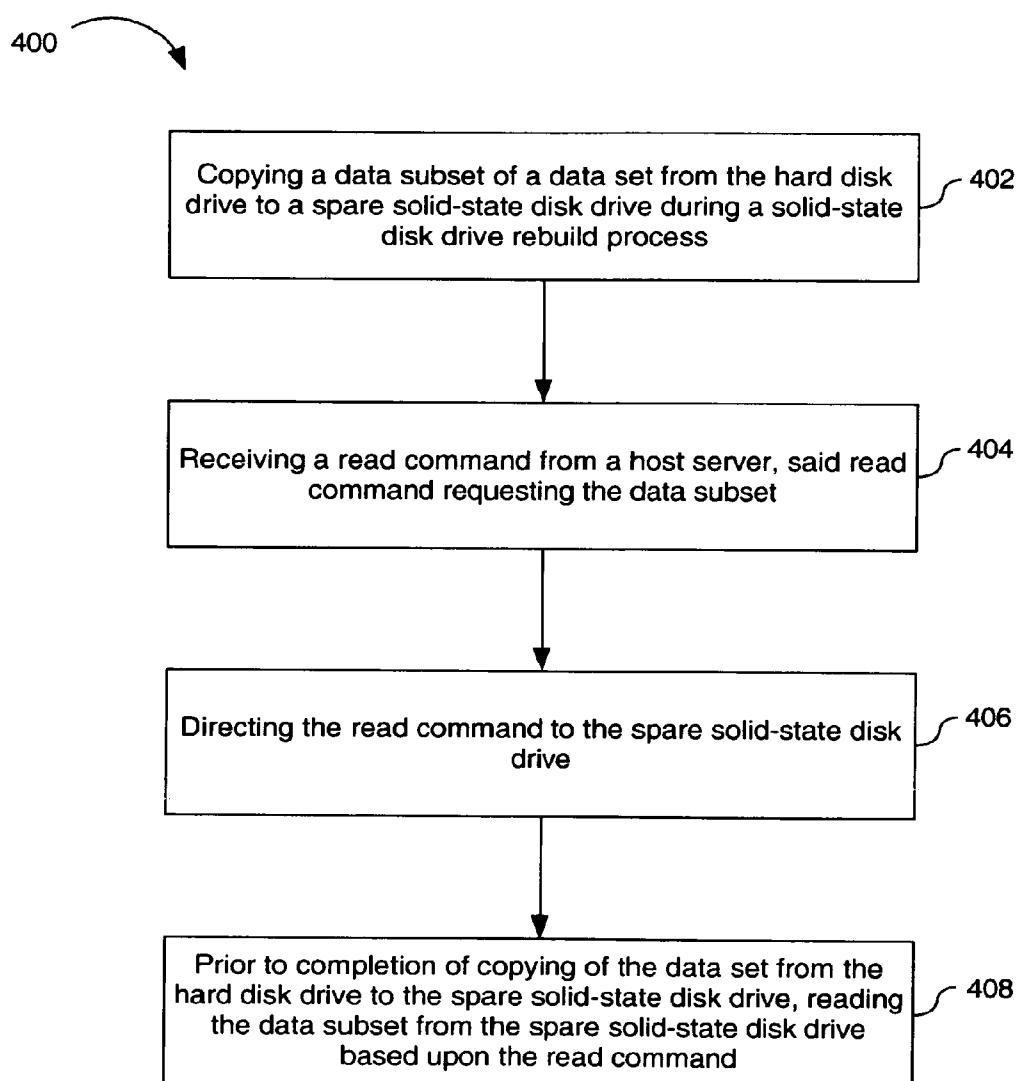 400
Copying a data subset of a data set from the hard disk
drive to a spare solid-state disk drive during a solid-state
disk drive rebuild process
402
Receiving a read command from a host server, said read
command requesting the data subset
404
Directing the read command to the spare solid-state disk
drive
406
Prior to completion of copying of the data set from the
hard disk drive to the spare solid-state disk drive, reading
the data subset from the spare solid-state disk drive
based upon the read command
408